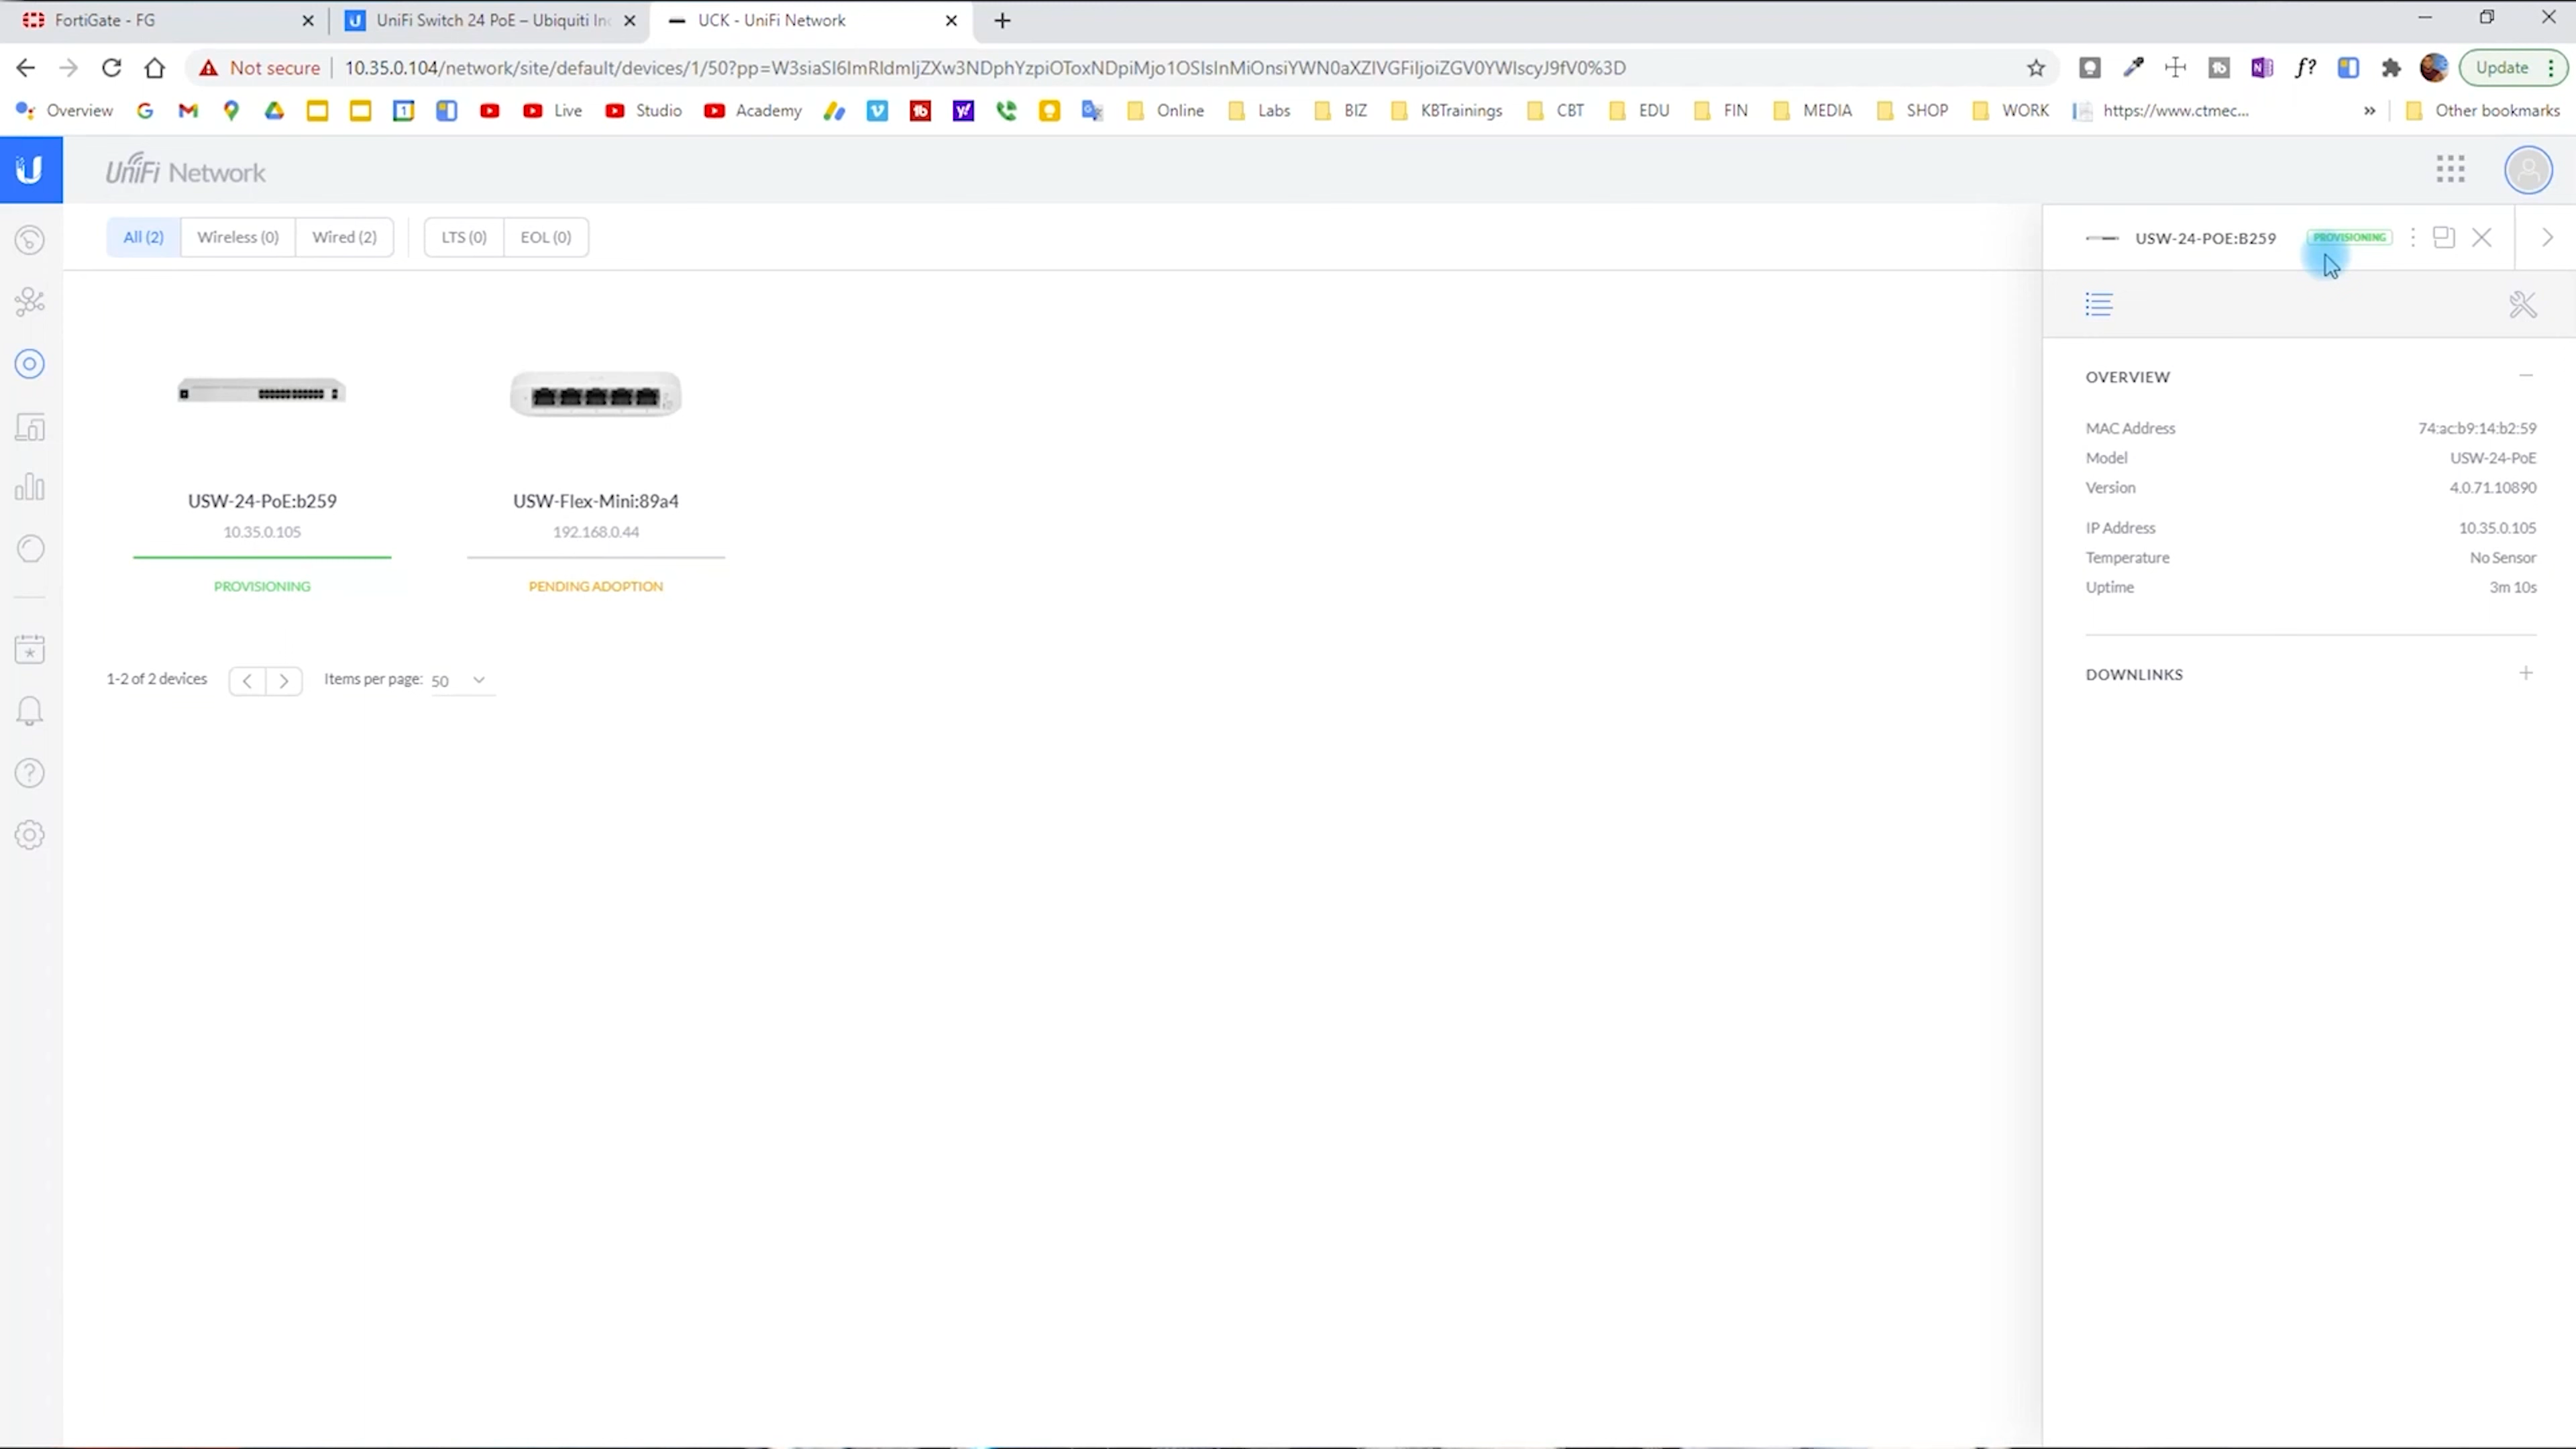 FortiGate - FG
UniFi Switch 24 PoE – Ubiquiti Inc
UCK - UniFi Network
Not secure
10.35.0.104/network/site/default/devices/1/50?pp=W3siaSI6ImRldmljZXw3NDphYzpiOToxNDpiMjo1OSIsInMiOnsiYWN0aXZlVGFiIjoiZGV0YWlscyJ9fV0%3D
f?
Update
Overview
1
Live
Studio
Academy
Online
Labs
BIZ
KBTrainings
CBT
EDU
FIN
MEDIA
SHOP
WORK
https://www.ctmec...
»
Other bookmarks
UniFi Network
All (2)
Wireless (0)
Wired (2)
LTS (0)
EOL (0)
USW-24-POE:B259
PROVISIONING
OVERVIEW
MAC Address 74:ac:b9:14:b2:59
Model USW-24-PoE
Version 4.0.71.10890
IP Address 10.35.0.105
Temperature No Sensor
Uptime 3m 10s
DOWNLINKS
USW-24-PoE:b259
10.35.0.105
PROVISIONING
USW-Flex-Mini:89a4
192.168.0.44
PENDING ADOPTION
1-2 of 2 devices
Items per page: 50